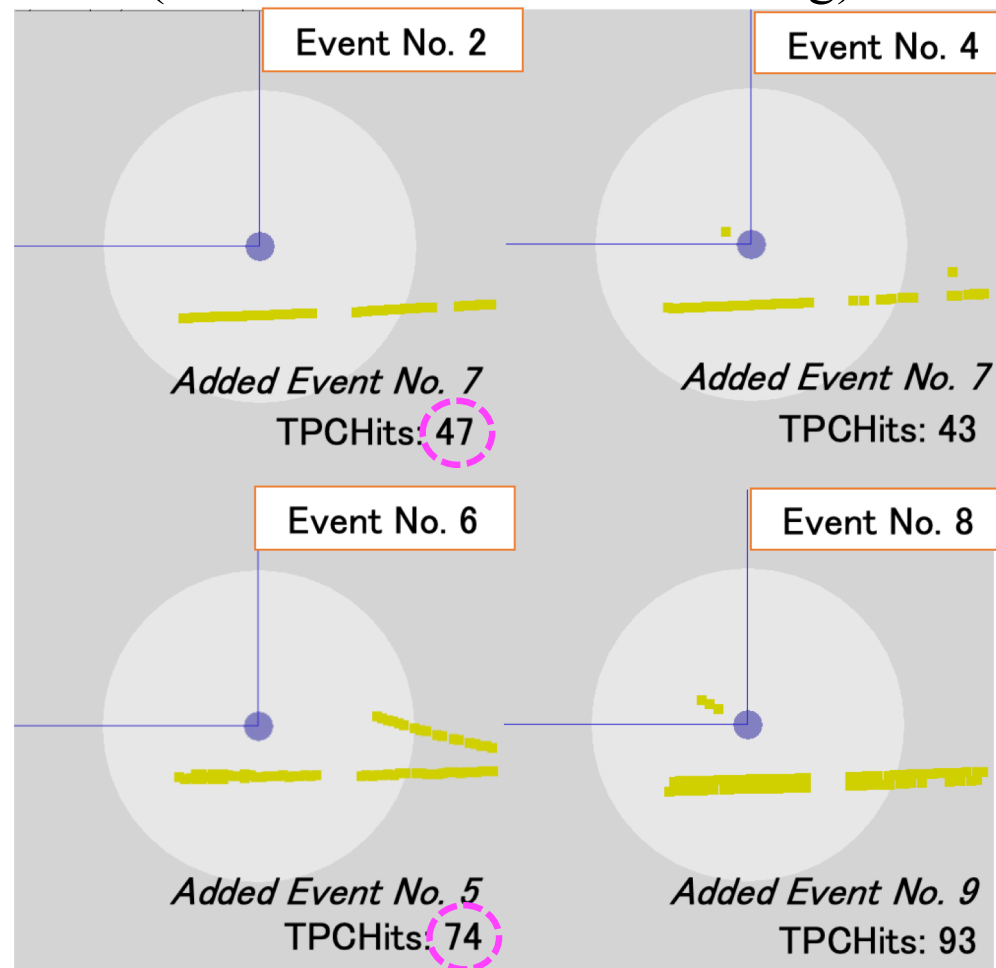 Event No. 2
Event No. 4
Added Event No. 7
TPCHits: 47
Added Event No. 7
TPCHits: 43
Event No. 6
Event No. 8
Added Event No. 5
TPCHits: 74
Added Event No. 9
TPCHits: 93